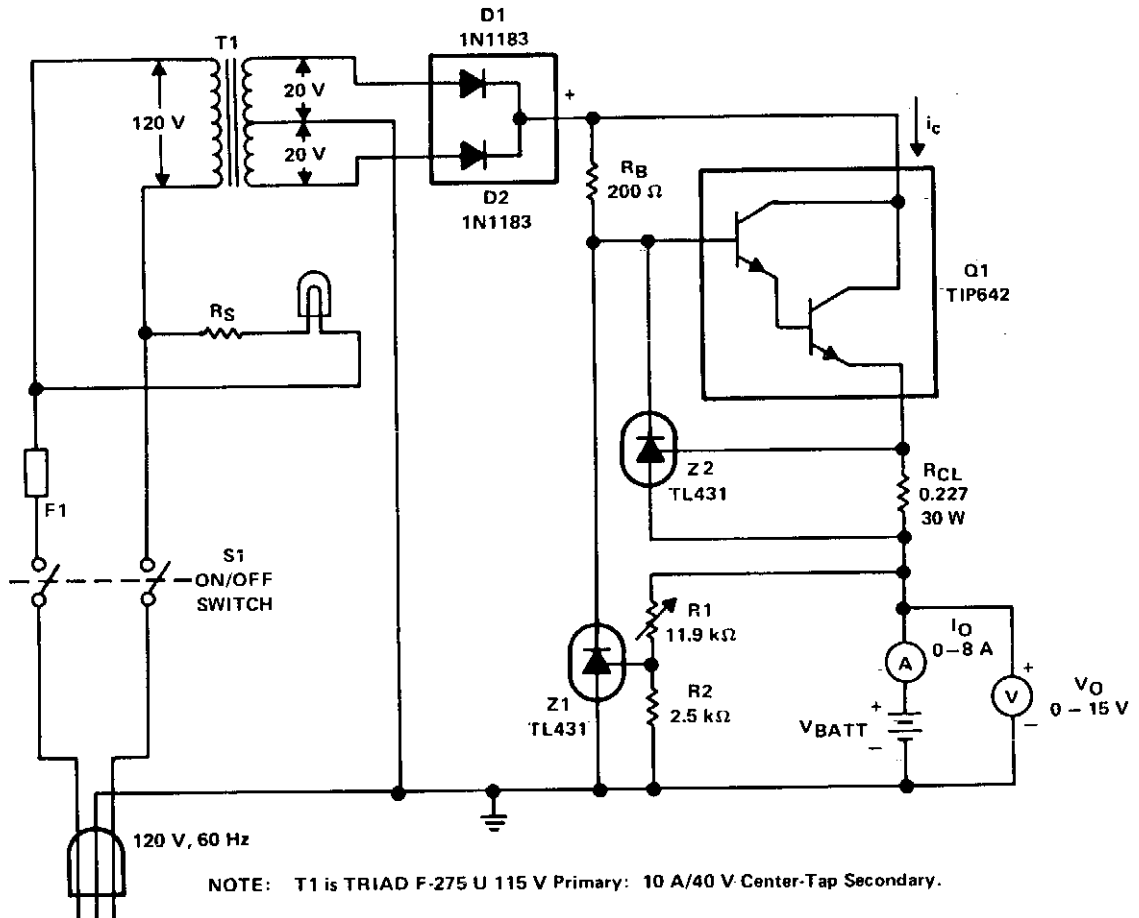 D1
1N1183
T1
20 V
120 V
20 V
+
i_c
R_B
200 Ω
D2
1N1183
Q1
TIP642
R_S
Z2
TL431
R_CL
0.227
30 W
F1
S1
ON/OFF
SWITCH
R1
11.9 kΩ
I_O
0–8 A
A
Z1
TL431
R2
2.5 kΩ
+
V_BATT
−
+
V
−
V_O
0 – 15 V
120 V, 60 Hz
NOTE: T1 is TRIAD F-275 U 115 V Primary: 10 A/40 V Center-Tap Secondary.